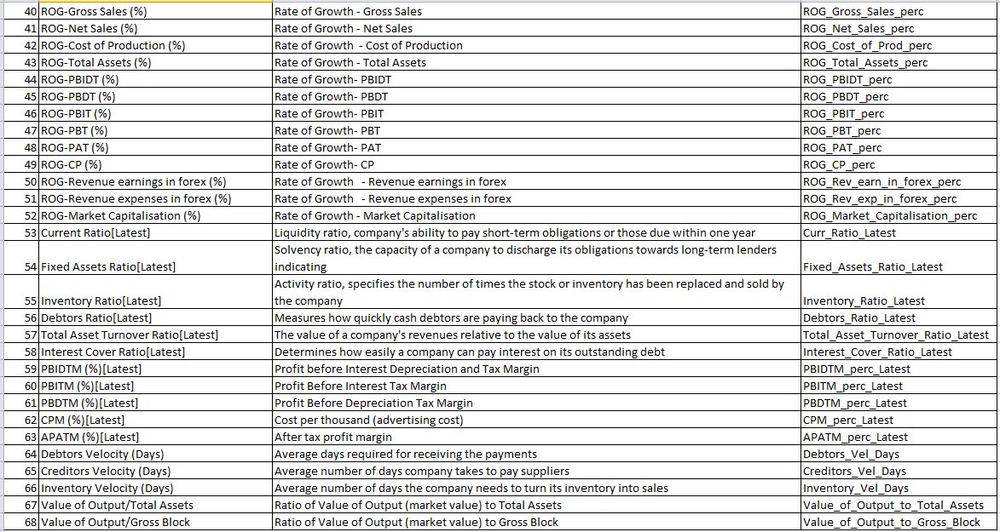 40 ROG-Gross Sales (%) Rate of Growth - Gross Sales ROG_Gross_Sales_perc
41 ROG-Net Sales (%) Rate of Growth - Net Sales ROG_Net_Sales_perc
42 ROG-Cost of Production (%) Rate of Growth - Cost of Production ROG_Cost_of_Prod_perc
43 ROG-Total Assets (%) Rate of Growth - Total Assets ROG_Total_Assets_perc
44 ROG-PBIDT (%) Rate of Growth- PBIDT ROG_PBIDT_perc
45 ROG-PBDT (%) Rate of Growth- PBDT ROG_PBDT_perc
46 ROG-PBIT (%) Rate of Growth- PBIT ROG_PBIT_perc
47 ROG-PBT (%) Rate of Growth- PBT ROG_PBT_perc
48 ROG-PAT (%) Rate of Growth- PAT ROG_PAT_perc
49 ROG-CP (%) Rate of Growth- CP ROG_CP_perc
50 ROG-Revenue earnings in forex (%) Rate of Growth - Revenue earnings in forex ROG_Rev_earn_in_forex_perc
51 ROG-Revenue expenses in forex (%) Rate of Growth - Revenue expenses in forex ROG_Rev_exp_in_forex_perc
52 ROG-Market Capitalisation (%) Rate of Growth - Market Capitalisation ROG_Market_Capitalisation_perc
53 Current Ratio[Latest] Liquidity ratio, company's ability to pay short-term obligations or those due within one year Curr_Ratio_Latest
Solvency ratio, the capacity of a company to discharge its obligations towards long-term lenders
54 Fixed Assets Ratio[Latest] indicating Fixed_Assets_Ratio_Latest
Activity ratio, specifies the number of times the stock or inventory has been replaced and sold by
55 Inventory Ratio[Latest] the company Inventory_Ratio_Latest
56 Debtors Ratio[Latest] Measures how quickly cash debtors are paying back to the company Debtors_Ratio_Latest
57 Total Asset Turnover Ratio[Latest] The value of a company's revenues relative to the value of its assets Total_Asset_Turnover_Ratio_Latest
58 Interest Cover Ratio[Latest] Determines how easily a company can pay interest on its outstanding debt Interest_Cover_Ratio_Latest
59 PBIDTM (%)[Latest] Profit before Interest Depreciation and Tax Margin PBIDTM_perc_Latest
60 PBITM (%)[Latest] Profit Before Interest Tax Margin PBITM_perc_Latest
61 PBDTM (%)[Latest] Profit Before Depreciation Tax Margin PBDTM_perc_Latest
62 CPM (%)[Latest] Cost per thousand (advertising cost) CPM_perc_Latest
63 APATM (%)[Latest] After tax profit margin APATM_perc_Latest
64 Debtors Velocity (Days) Average days required for receiving the payments Debtors_Vel_Days
65 Creditors Velocity (Days) Average number of days company takes to pay suppliers Creditors_Vel_Days
66 Inventory Velocity (Days) Average number of days the company needs to turn its inventory into sales Inventory_Vel_Days
67 Value of Output/Total Assets Ratio of Value of Output (market value) to Total Assets Value_of_Output_to_Total_Assets
68 Value of Output/Gross Block Ratio of Value of Output (market value) to Gross Block Value_of_Output_to_Gross_Block